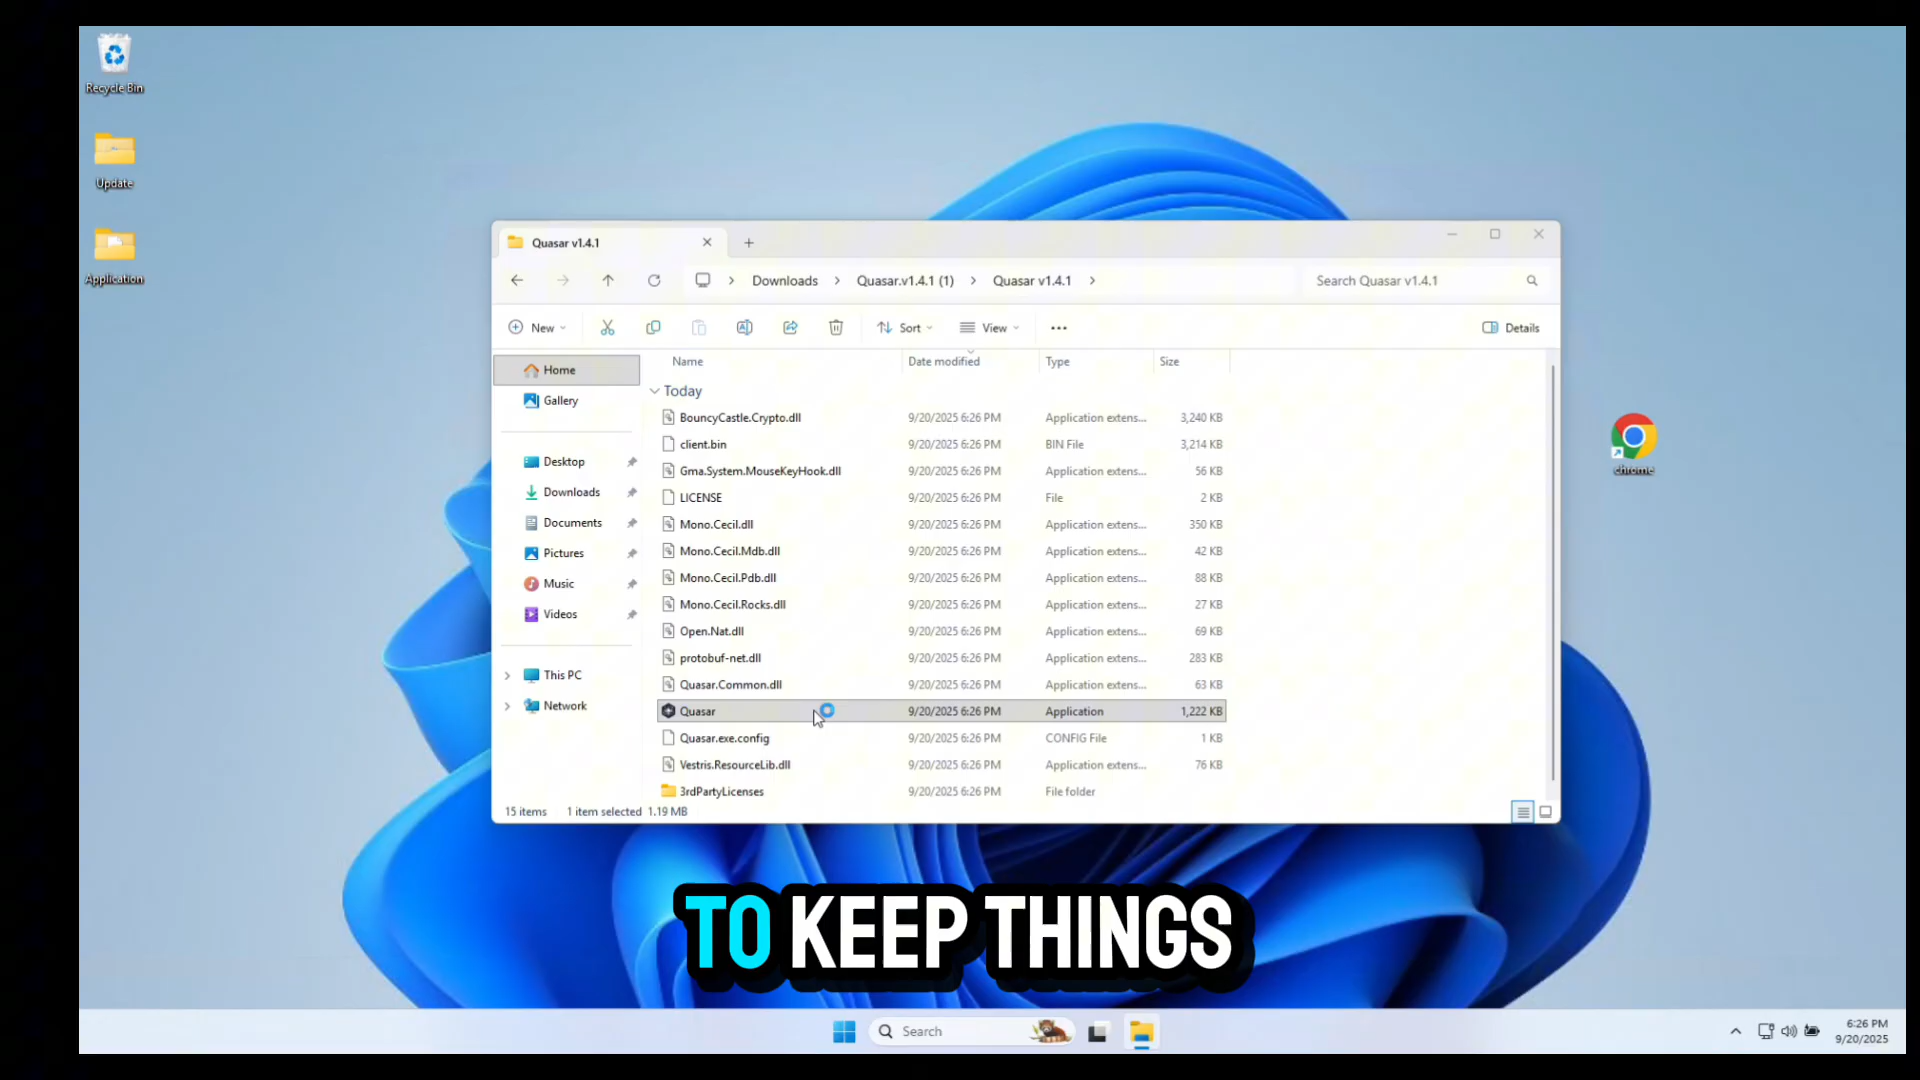 Recycle Bin
Update
Application
chrome
Quasar v1.4.1
Downloads
Quasar.v1.4.1 (1)
Quasar v1.4.1
Search Quasar v1.4.1
New
Sort
View
Details
Home
Gallery
Desktop
Downloads
Documents
Pictures
Music
Videos
This PC
Network
Name Date modified Type Size
Today
BouncyCastle.Crypto.dll 9/20/2025 6:26 PM Application extens... 3,240 KB
client.bin 9/20/2025 6:26 PM BIN File 3,214 KB
Gma.System.MouseKeyHook.dll 9/20/2025 6:26 PM Application extens... 56 KB
LICENSE 9/20/2025 6:26 PM File 2 KB
Mono.Cecil.dll 9/20/2025 6:26 PM Application extens... 350 KB
Mono.Cecil.Mdb.dll 9/20/2025 6:26 PM Application extens... 42 KB
Mono.Cecil.Pdb.dll 9/20/2025 6:26 PM Application extens... 88 KB
Mono.Cecil.Rocks.dll 9/20/2025 6:26 PM Application extens... 27 KB
Open.Nat.dll 9/20/2025 6:26 PM Application extens... 69 KB
protobuf-net.dll 9/20/2025 6:26 PM Application extens... 283 KB
Quasar.Common.dll 9/20/2025 6:26 PM Application extens... 63 KB
Quasar 9/20/2025 6:26 PM Application 1,222 KB
Quasar.exe.config 9/20/2025 6:26 PM CONFIG File 1 KB
Vestris.ResourceLib.dll 9/20/2025 6:26 PM Application extens... 76 KB
3rdPartyLicenses 9/20/2025 6:26 PM File folder
15 items 1 item selected 1.19 MB
TO KEEP THINGS
Search
6:26 PM
9/20/2025